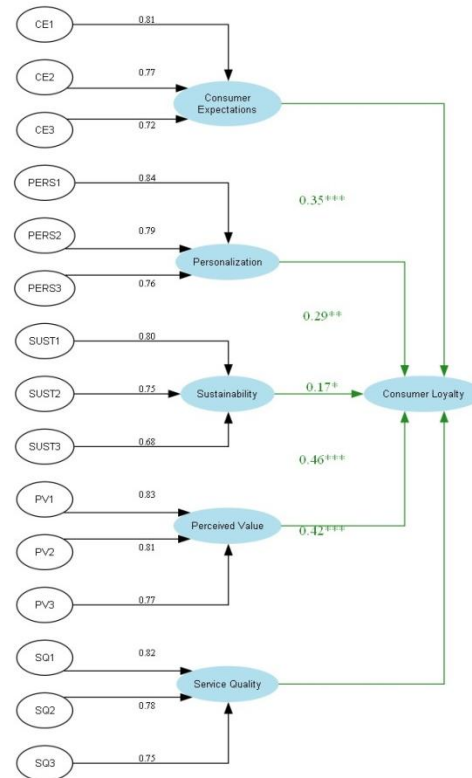 CE1
0.81
CE2
0.77
Consumer
Expectations
CE3
0.72
PERS1
0.84
0.35***
PERS2
0.79
Personalization
PERS3
0.76
0.29**
SUST1
0.80
SUST2
0.75
Sustainability
0.17*
Consumer Loyalty
SUST3
0.68
0.46***
PV1
0.83
Perceived Value
0.42***
PV2
0.81
PV3
0.77
SQ1
0.82
Service Quality
SQ2
0.78
SQ3
0.75